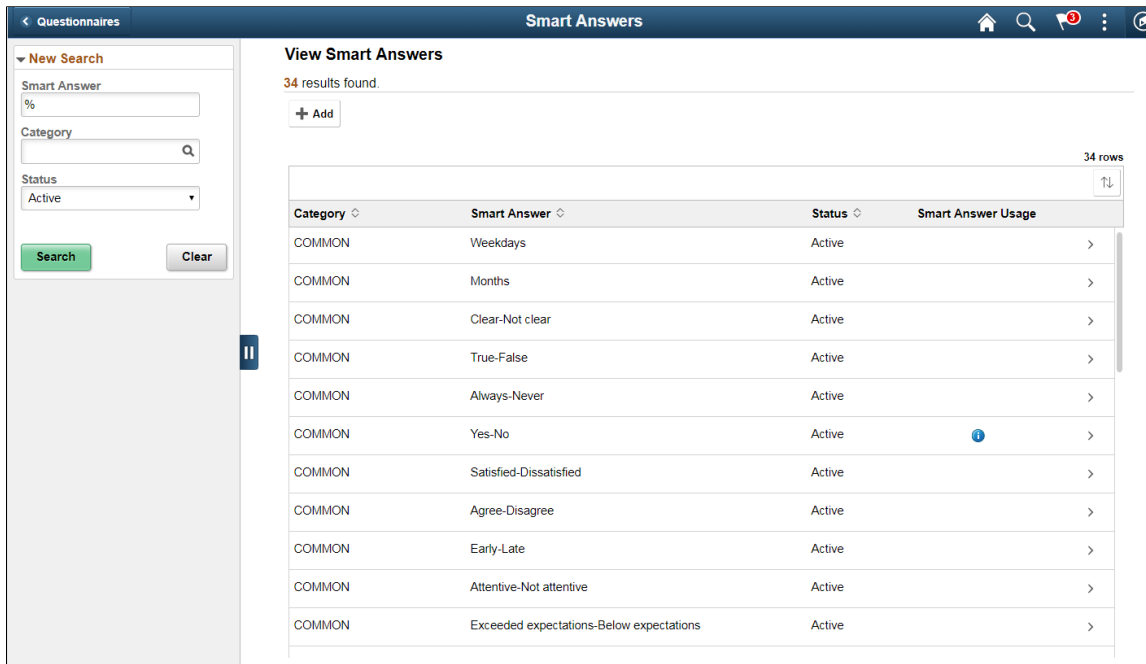 Questionnaires
Smart Answers
3
New Search
Smart Answer
%
Category
Status
Active
Search
Clear
View Smart Answers
34 results found.
Add
34 rows
Category Smart Answer Status Smart Answer Usage
COMMON Weekdays Active
COMMON Months Active
COMMON Clear-Not clear Active
COMMON True-False Active
COMMON Always-Never Active
COMMON Yes-No Active
COMMON Satisfied-Dissatisfied Active
COMMON Agree-Disagree Active
COMMON Early-Late Active
COMMON Attentive-Not attentive Active
COMMON Exceeded expectations-Below expectations Active